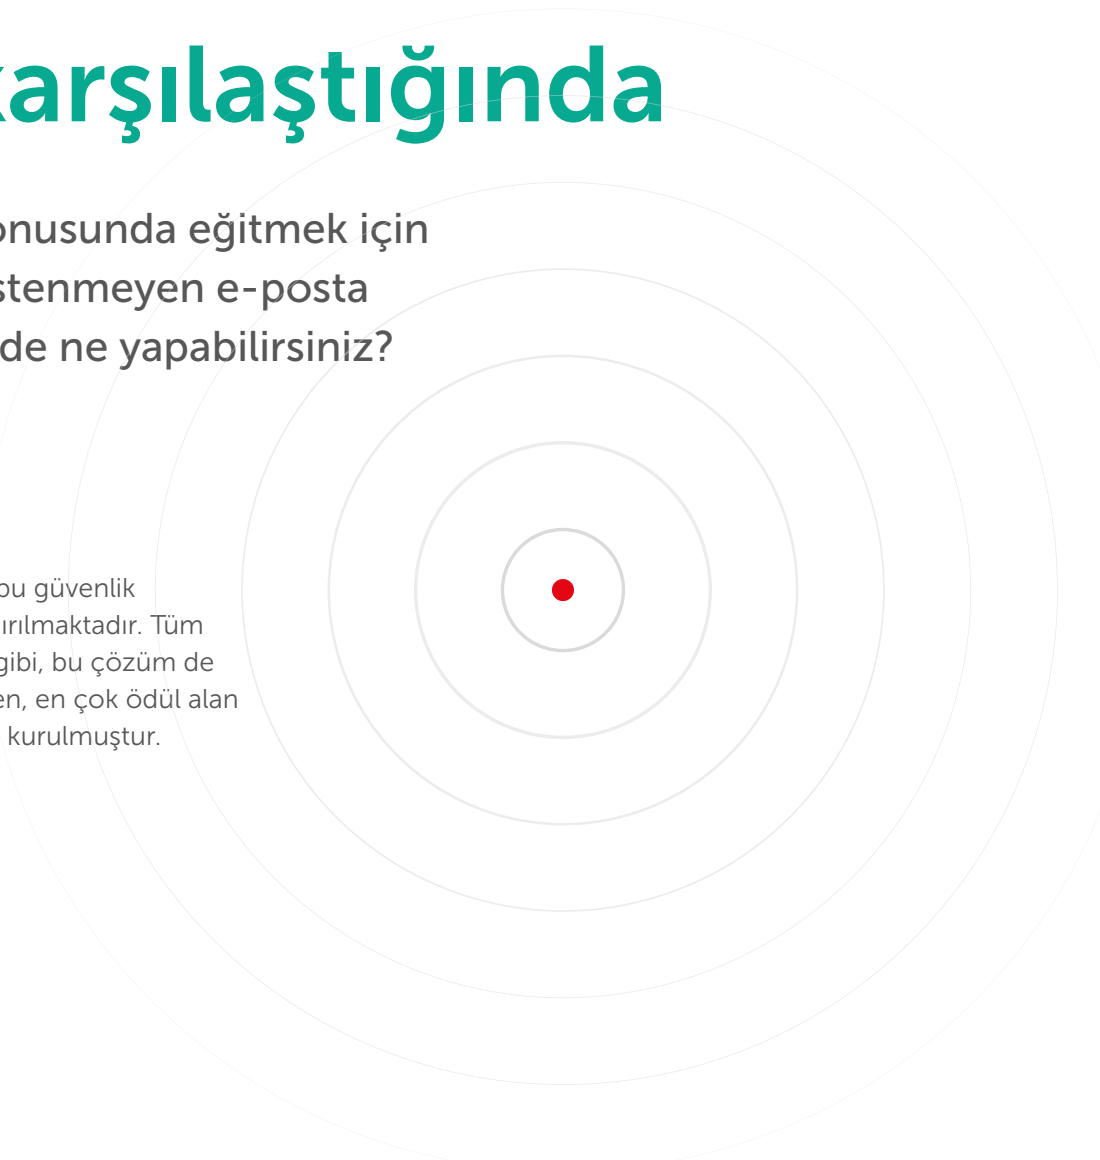 karşılaştığında
onusunda eğitmek için
stenmeyen e-posta
de ne yapabilirsiniz?
bu güvenlik
ırılmaktadır. Tüm
gibi, bu çözüm de
en, en çok ödül alan
kurulmuştur.